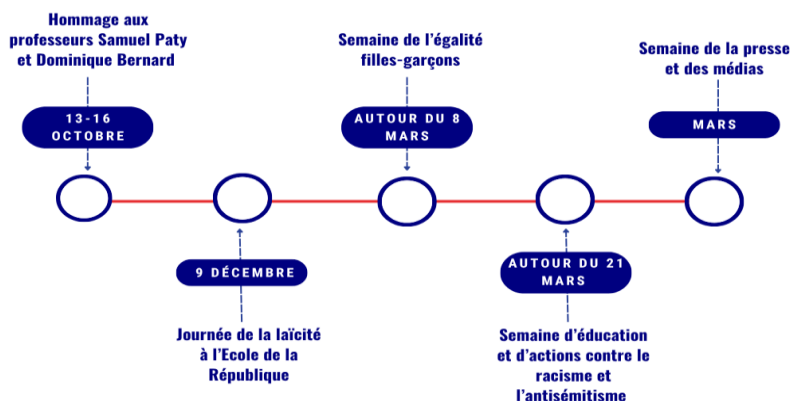 Hommage aux
professeurs Samuel Paty
et Dominique Bernard
13-16
OCTOBRE
9 DÉCEMBRE
Journée de la laïcité
à l'Ecole de la
République
Semaine de l'égalité
filles-garçons
AUTOUR DU 8
MARS
AUTOUR DU 21
MARS
Semaine d'éducation
et d'actions contre le
racisme et
l'antisémitisme
Semaine de la presse
et des médias
MARS